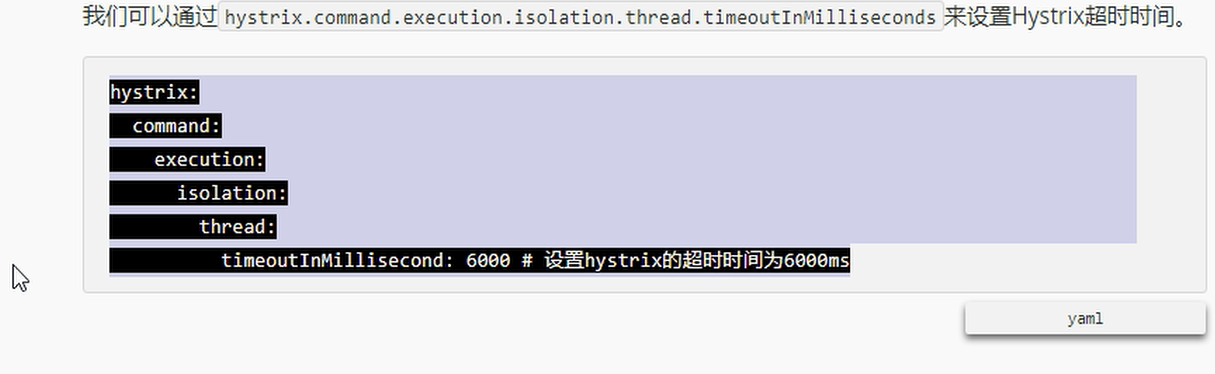 我们可以通过hystrix.command.execution.isolation.thread.timeoutInMilliseconds来设置Hystrix超时时间。
hystrix:
  command:
    execution:
      isolation:
        thread:
          timeoutInMillisecond: 6000 # 设置hystrix的超时时间为6000ms
yaml